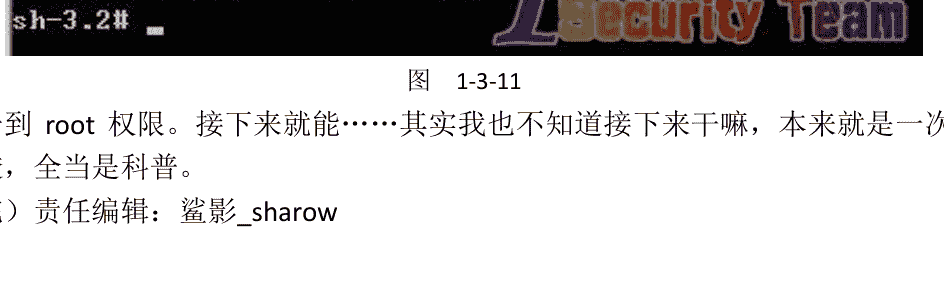 sh-3.2#
Security Team
图 1-3-11
到 root 权限。接下来就能……其实我也不知道接下来干嘛，本来就是一次
，全当是科普。
）责任编辑：鲨影_sharow